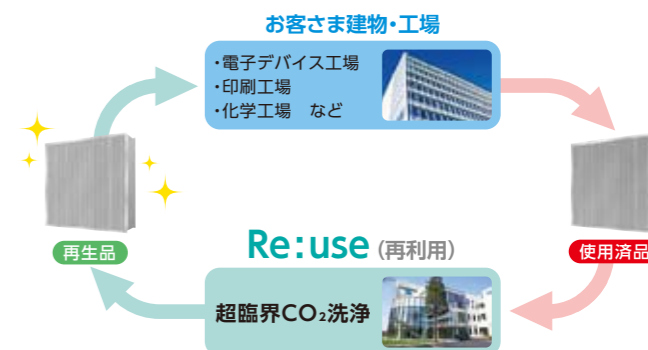 お客さま建物・工場
・電子デバイス工場
・印刷工場
・化学工場　など
再生品
Re:use（再利用）
使用済品
超臨界CO₂洗浄